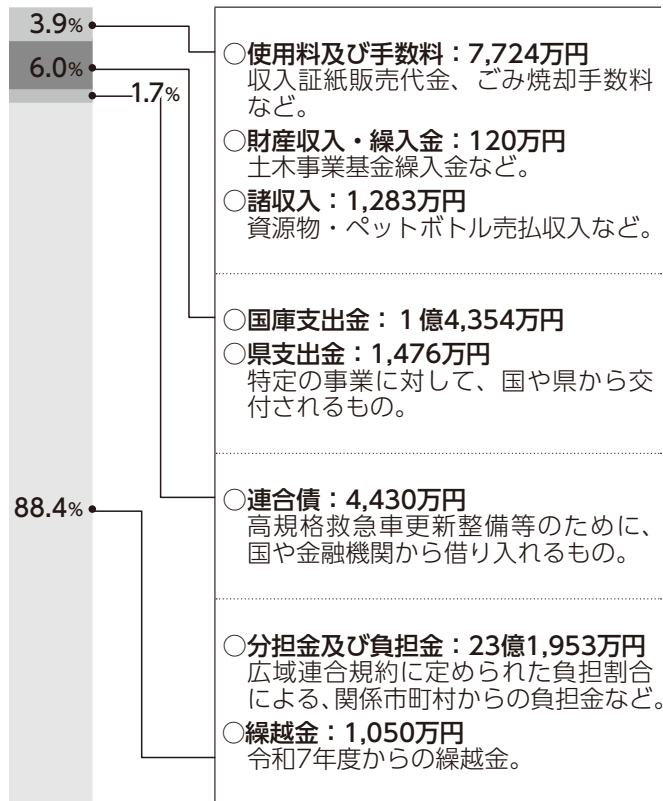 3.9%
6.0%
1.7%
88.4%
○使用料及び手数料：7,724万円
収入証紙販売代金、ごみ焼却手数料
など。
○財産収入・繰入金：120万円
土木事業基金繰入金など。
○諸収入：1,283万円
資源物・ペットボトル売払収入など。
○国庫支出金：1億4,354万円
○県支出金：1,476万円
特定の事業に対して、国や県から交
付されるもの。
○連合債：4,430万円
高規格救急車更新整備等のために、
国や金融機関から借り入れるもの。
○分担金及び負担金：23億1,953万円
広域連合規約に定められた負担割合
による、関係市町村からの負担金など。
○繰越金：1,050万円
令和7年度からの繰越金。